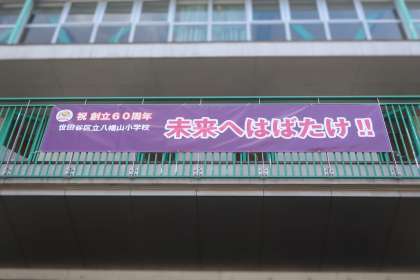 祝 創立60周年
世田谷区立八幡山小学校
未来へはばたけ!!